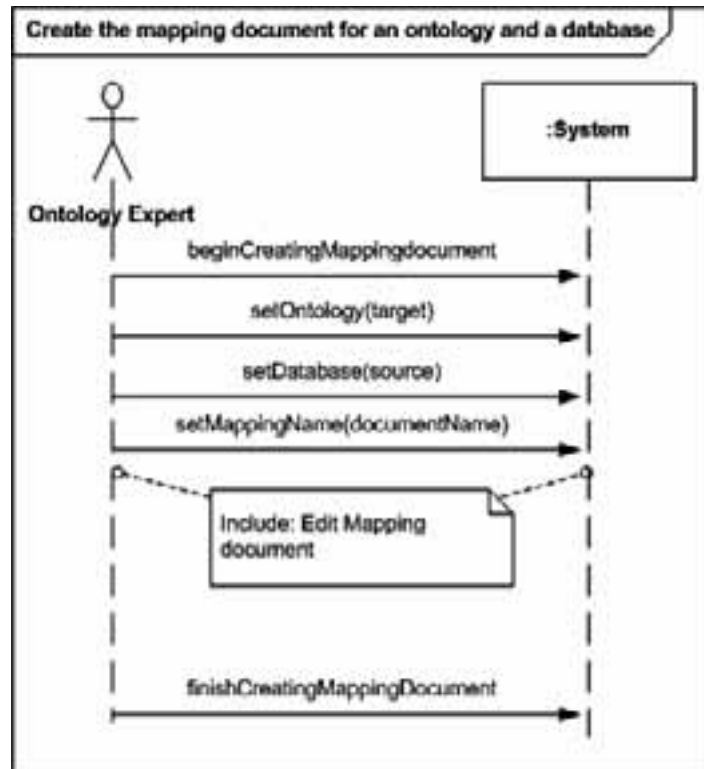 Create the mapping document for an ontology and a database
:System
Ontology Expert
beginCreatingMappingdocument
setOntology(target)
setDatabase(source)
setMappingName(documentName)
Include: Edit Mapping
document
finishCreatingMappingDocument